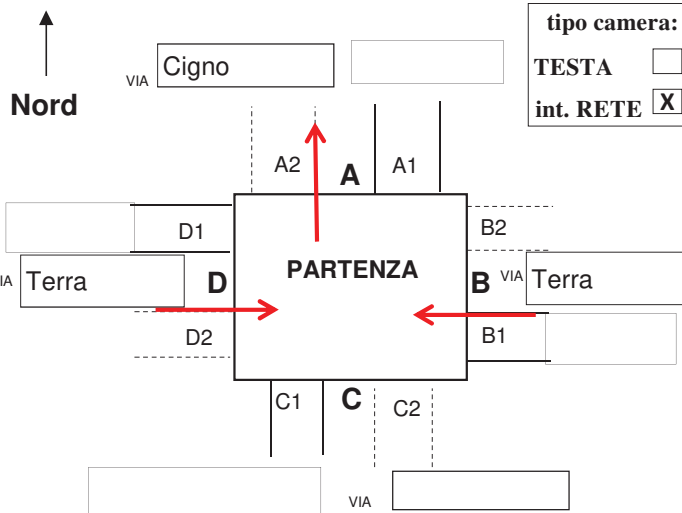 tipo camera:
VIA Cigno
TESTA
Nord
int. RETE X
A2 A A1
D1 B2
PARTENZA
IA Terra D B VIA Terra
D2 B1
C1 C C2
VIA